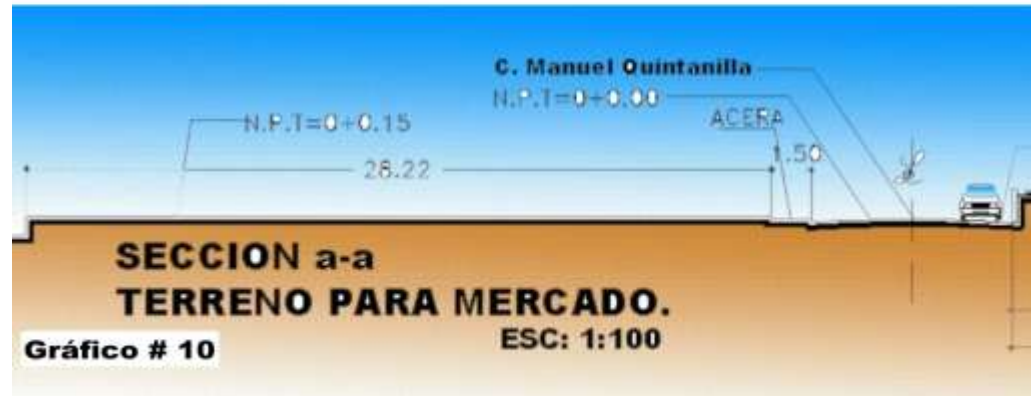 C. Manuel Quintanilla
N.P.T=0+0.00
ACERA
N.P.T=0+0.15
1.50
28.22
SECCION a-a
TERRENO PARA MERCADO.
ESC: 1:100
Gráfico # 10